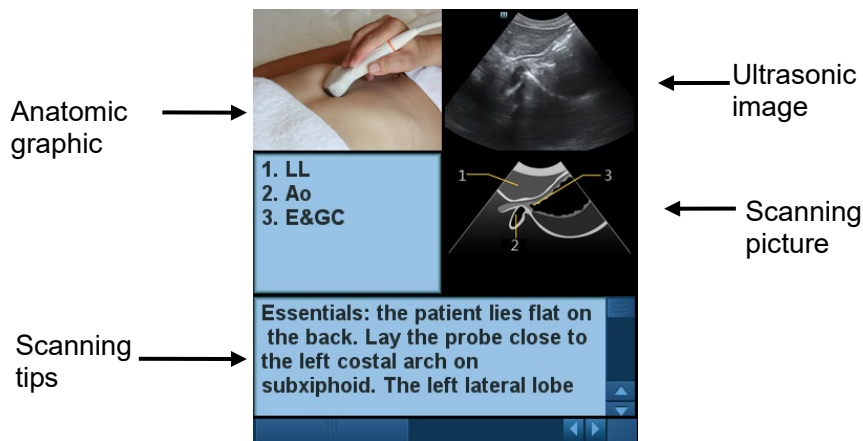 Anatomic
graphic
Ultrasonic
image
1. LL
2. Ao
3. E&GC
1
3
2
Scanning
picture
Scanning
tips
Essentials: the patient lies flat on
the back. Lay the probe close to
the left costal arch on
subxiphoid. The left lateral lobe